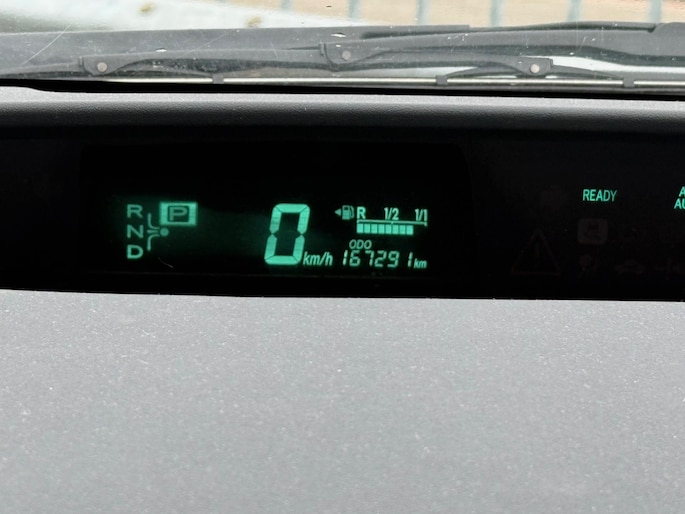 R P
N
D
0 km/h
R 1/2 1/1
ODO
167291 km
READY